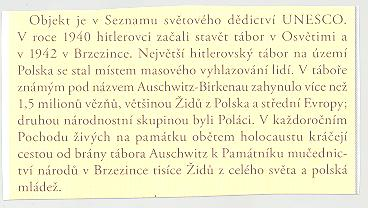 Objekt je v Seznamu světového dědictví UNESCO.
V roce 1940 hitlerovci začali stavět tábor v Osvětimi a
v 1942 v Brzezince. Největší hitlerovský tábor na území
Polska se stal místem masového vyhlazování lidí. V táboře
známým pod názvem Auschwitz-Birkenau zahynulo více než
1,5 milionů vězňů, většinou Židů z Polska a střední Evropy;
druhou národnostní skupinou byli Poláci. V každoročním
Pochodu živých na památku obětem holocaustu kráčejí
cestou od brány tábora Auschwitz k Památníku mučednic-
tví národů v Brzezince tisíce Židů z celého světa a polská
mládež.